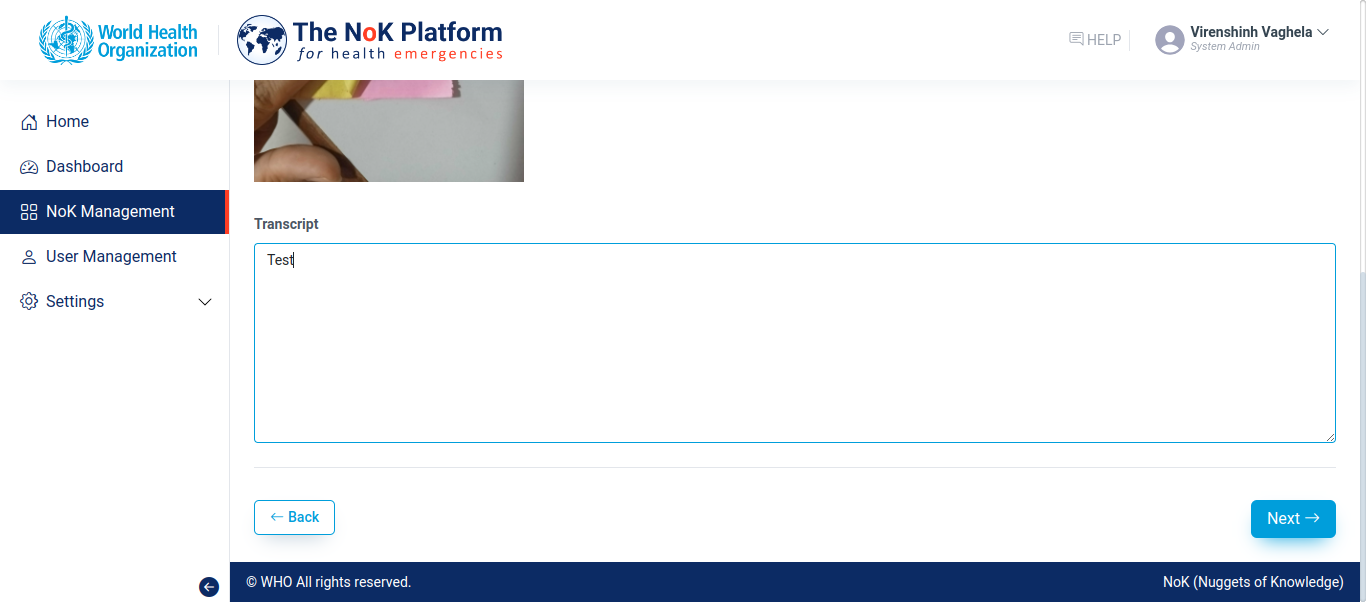 World Health
Organization
The NoK Platform
for health emergencies
HELP
Virenshinh Vaghela
System Admin
Home
Dashboard
NoK Management
User Management
Settings
Transcript
Test
Back
Next
© WHO All rights reserved.
NoK (Nuggets of Knowledge)